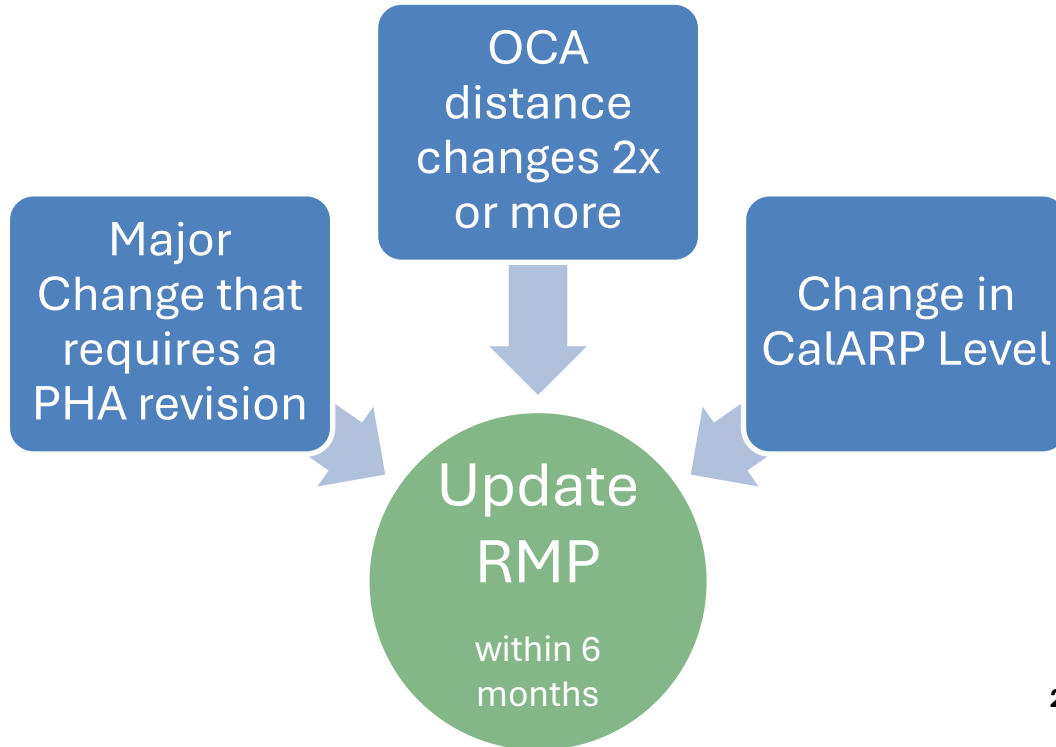 OCA
distance
changes 2x
or more
Major
Change that
requires a
PHA revision
Change in
CalARP Level
Update
RMP
within 6
months
2